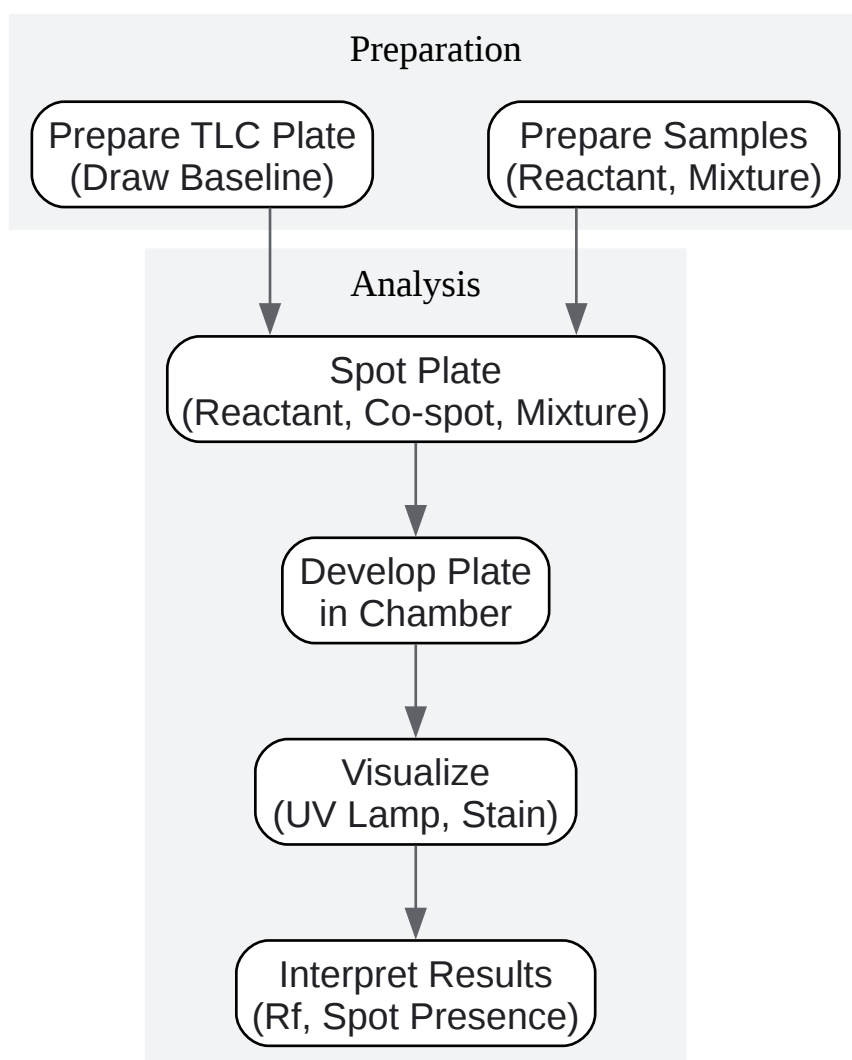 Preparation
Prepare TLC Plate
(Draw Baseline)
Prepare Samples
(Reactant, Mixture)
Analysis
Spot Plate
(Reactant, Co-spot, Mixture)
Develop Plate
in Chamber
Visualize
(UV Lamp, Stain)
Interpret Results
(Rf, Spot Presence)